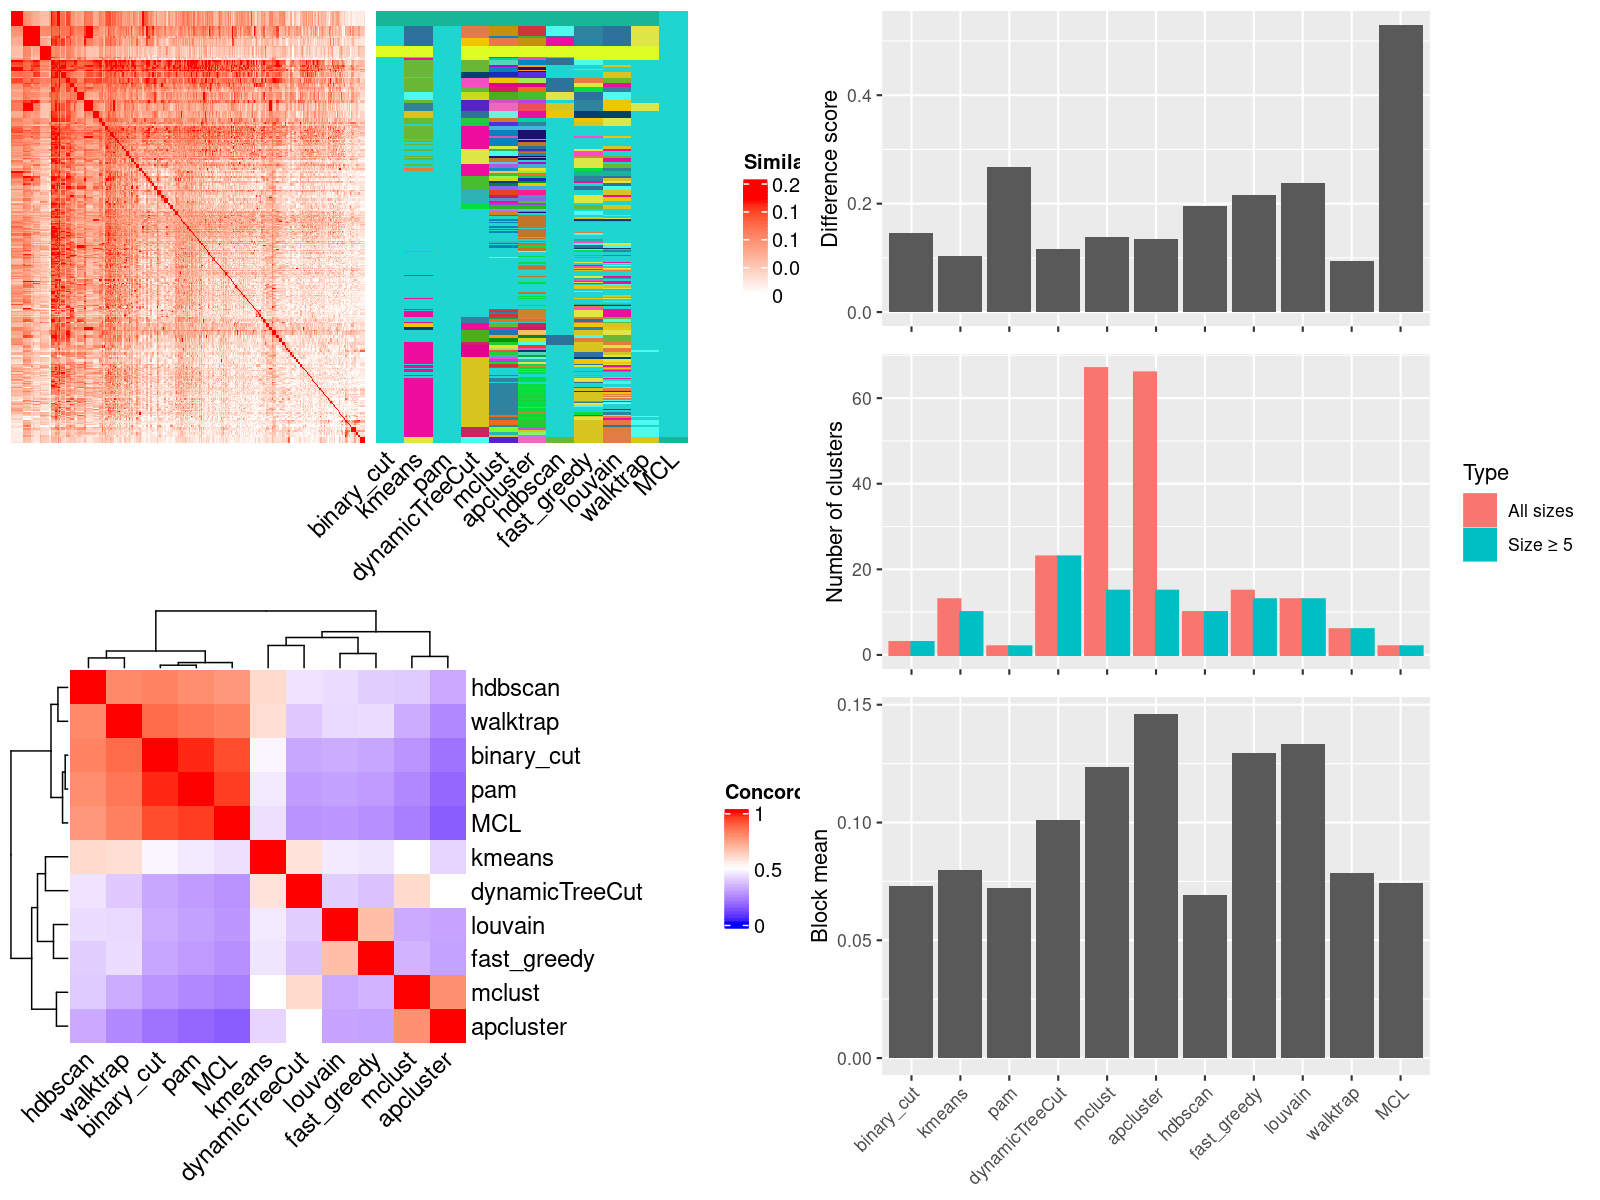 Simila
0.2
0.1
0.1
0.0
0
binary_cut
kmeans
pam
dynamicTreeCut
mclust
apcluster
hdbscan
fast_greedy
louvain
walktrap
MCL
hdbscan
walktrap
binary_cut
pam
MCL
kmeans
dynamicTreeCut
louvain
fast_greedy
mclust
apcluster
hdbscan
walktrap
binary_cut
pam
MCL
kmeans
dynamicTreeCut
louvain
fast_greedy
mclust
apcluster
Concord
1
0.5
0
Difference score
0.4
0.2
0.0
Number of clusters
60
40
20
0
Type
All sizes
Size ≥ 5
Block mean
0.15
0.10
0.05
0.00
binary_cut
kmeans
pam
dynamicTreeCut
mclust
apcluster
hdbscan
fast_greedy
louvain
walktrap
MCL